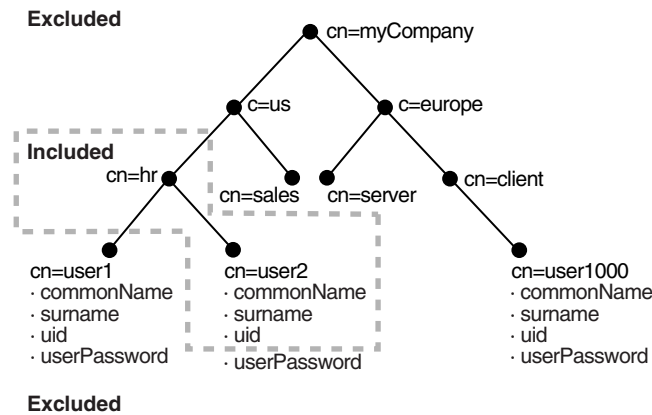 Excluded
cn=myCompany
c=us
c=europe
Included
cn=hr
cn=sales
cn=server
cn=client
cn=user1
· commonName
· surname
· uid
· userPassword
cn=user2
· commonName
· surname
· uid
· userPassword
cn=user1000
· commonName
· surname
· uid
· userPassword
Excluded